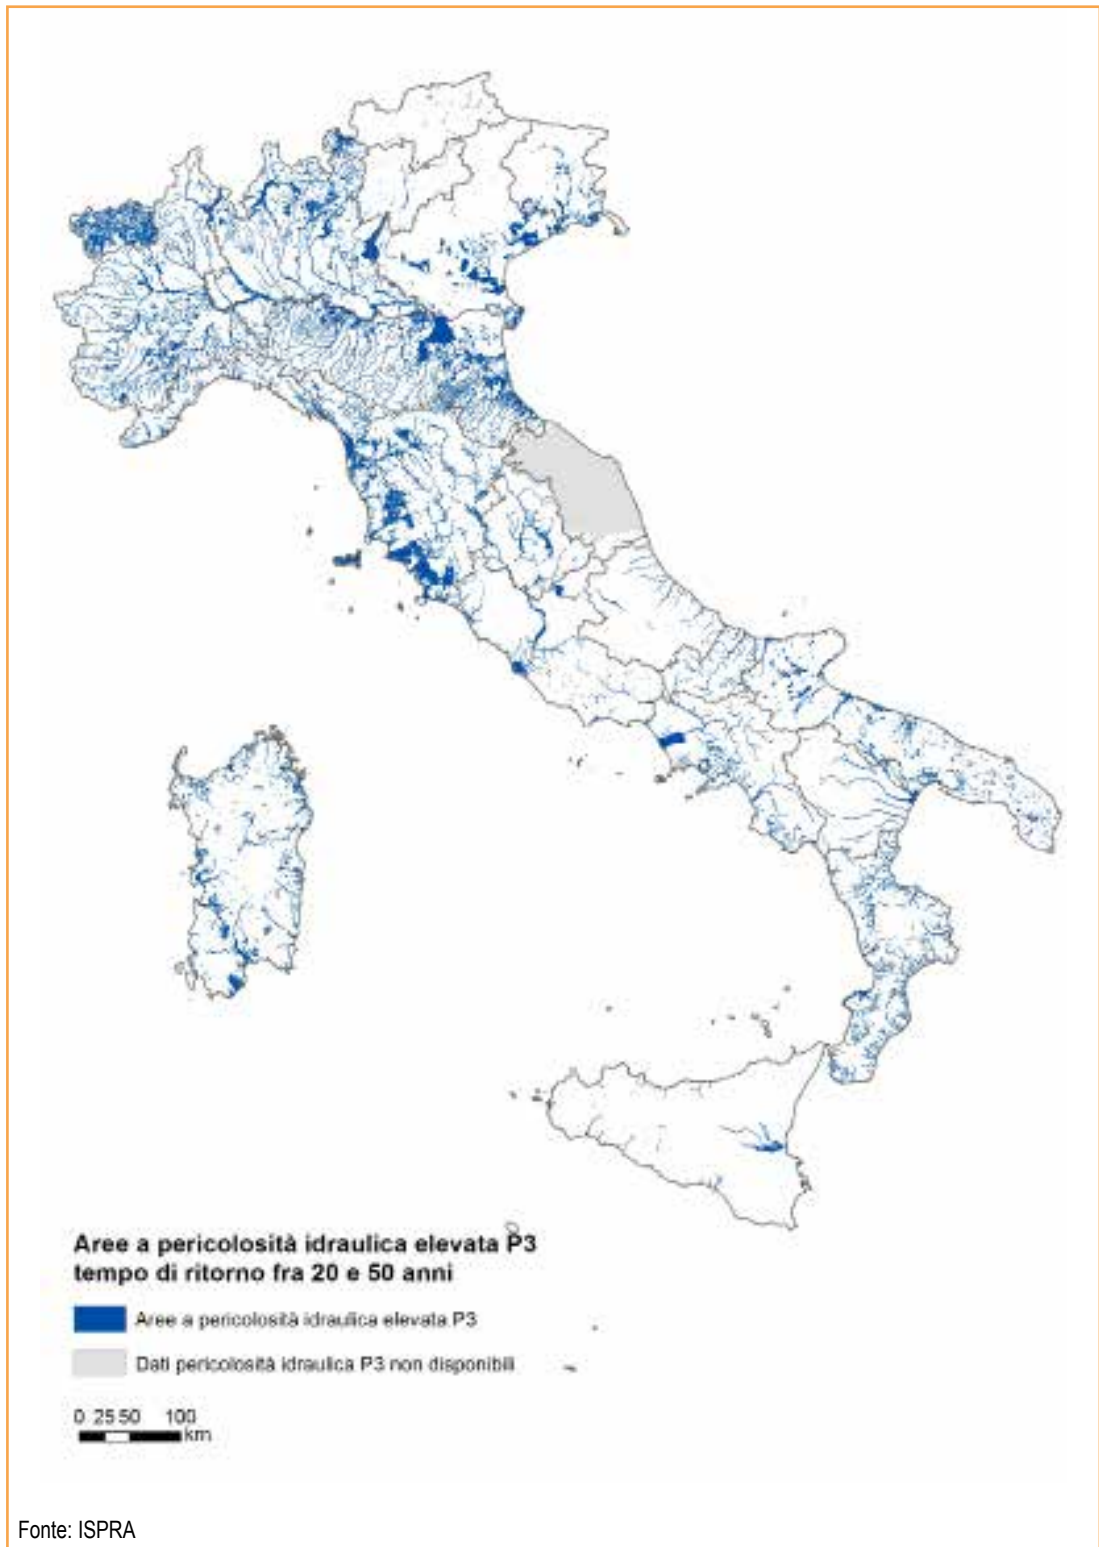 Aree a pericolosità idraulica elevata P3
tempo di ritorno fra 20 e 50 anni
Aree a pericolosità idraulica elevata P3
Dati pericolosità idraulica P3 non disponibili
0 25 50 100
km
Fonte: ISPRA